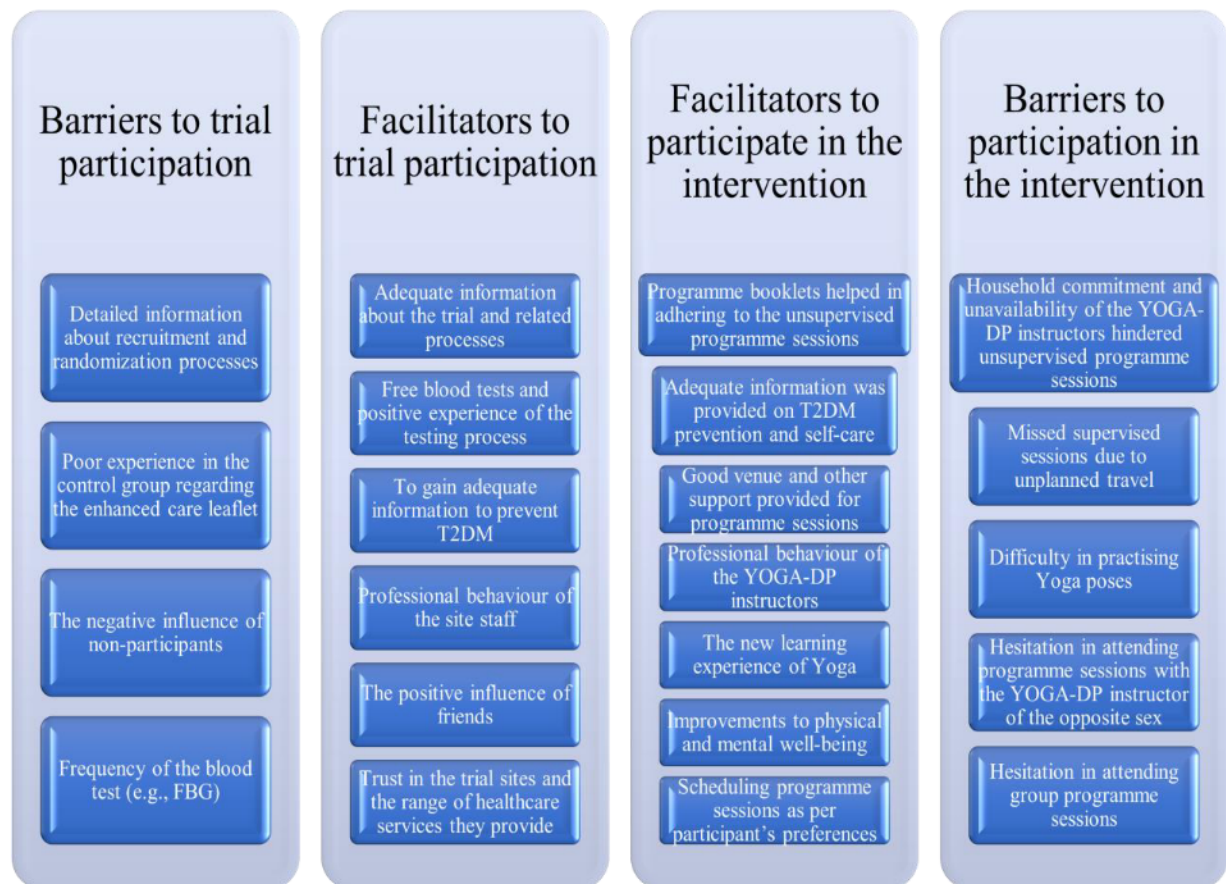 Barriers to trial
participation
Detailed information
about recruitment and
randomization processes
Poor experience in the
control group regarding
the enhanced care leaflet
The negative influence of
non-participants
Frequency of the blood
test (e.g., FBG)
Facilitators to
trial participation
Adequate information
about the trial and related
processes
Free blood tests and
positive experience of the
testing process
To gain adequate
information to prevent
T2DM
Professional behaviour of
the site staff
The positive influence of
friends
Trust in the trial sites and
the range of healthcare
services they provide
Facilitators to
participate in the
intervention
Programme booklets helped in
adhering to the unsupervised
programme sessions
Adequate information was
provided on T2DM
prevention and self-care
Good venue and other
support provided for
programme sessions
Professional behaviour of
the YOGA-DP
instructors
The new learning
experience of Yoga
Improvements to physical
and mental well-being
Scheduling programme
sessions as per
participant's preferences
Barriers to
participation in
the intervention
Household commitment and
unavailability of the YOGA-
DP instructors hindered
unsupervised programme
sessions
Missed supervised
sessions due to
unplanned travel
Difficulty in practising
Yoga poses
Hesitation in attending
programme sessions with
the YOGA-DP instructor
of the opposite sex
Hesitation in attending
group programme
sessions